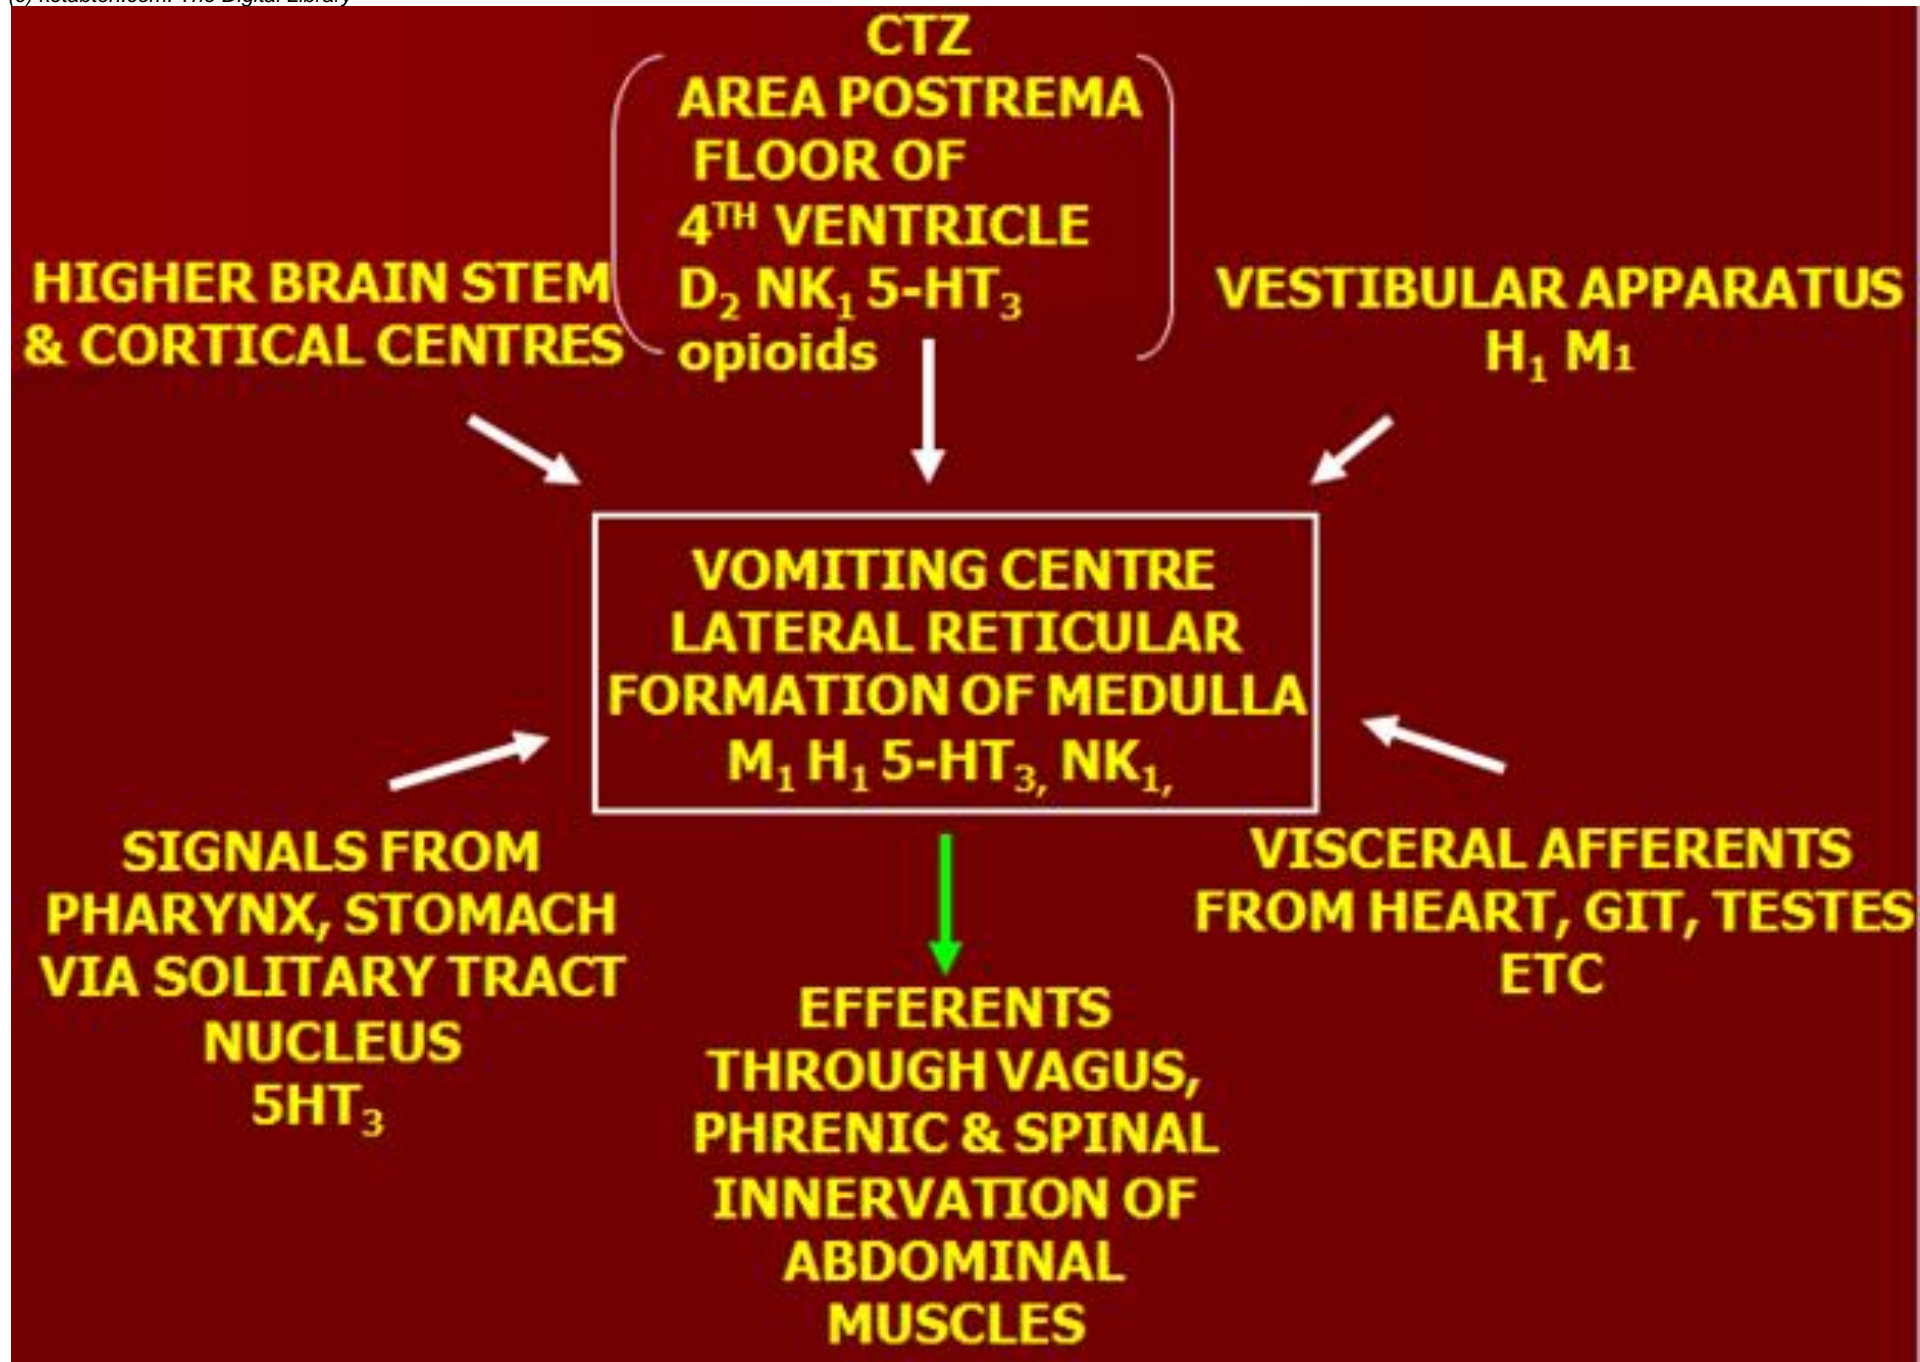 The Digital Library
CTZ
AREA POSTREMA
FLOOR OF
4TH VENTRICLE
D2 NK1 5-HT3
opioids
HIGHER BRAIN STEM
& CORTICAL CENTRES
VESTIBULAR APPARATUS
H1 M1
VOMITING CENTRE
LATERAL RETICULAR
FORMATION OF MEDULLA
M1 H1 5-HT3, NK1,
SIGNALS FROM
PHARYNX, STOMACH
VIA SOLITARY TRACT
NUCLEUS
5HT3
VISCERAL AFFERENTS
FROM HEART, GIT, TESTES
ETC
EFFERENTS
THROUGH VAGUS,
PHRENIC & SPINAL
INNERVATION OF
ABDOMINAL
MUSCLES